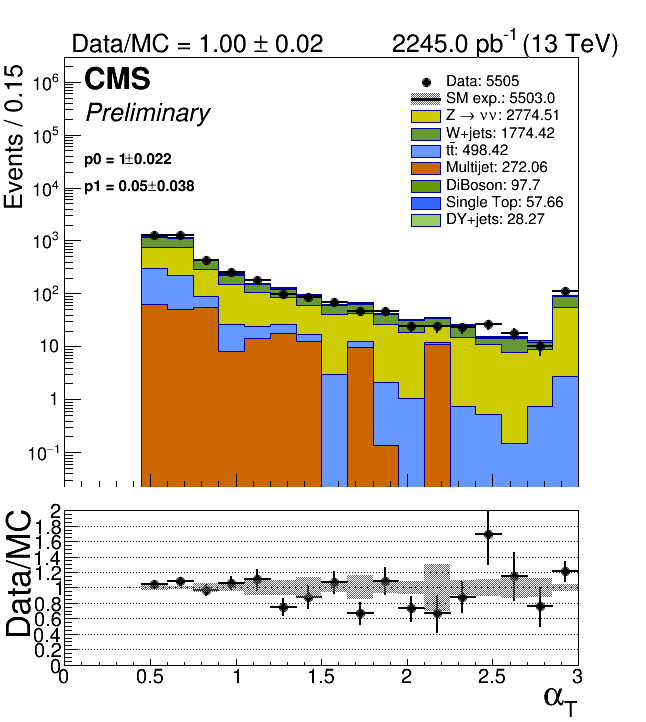 Data/MC = 1.00 ± 0.02 2245.0 pb⁻¹ (13 TeV)
CMS
Preliminary
p0 = 1±0.022
p1 = 0.05±0.038
Data: 5505
SM exp.: 5503.0
Z → νν: 2774.51
W+jets: 1774.42
tt̄: 498.42
Multijet: 272.06
DiBoson: 97.7
Single Top: 57.66
DY+jets: 28.27
Events / 0.15
10⁶
10⁵
10⁴
10³
10²
10
1
10⁻¹
Data/MC
2
1.8
1.6
1.4
1.2
1
0.8
0.6
0.4
0.2
0
0 0.5 1 1.5 2 2.5 3
α_T